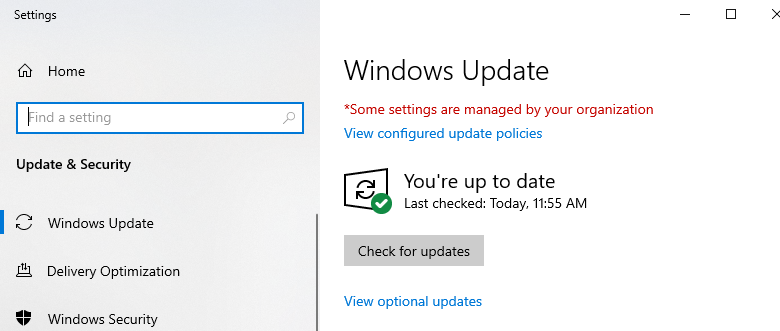 Settings
Home
Find a setting
Update & Security
Windows Update
Delivery Optimization
Windows Security
Windows Update
*Some settings are managed by your organization
View configured update policies
You're up to date
Last checked: Today, 11:55 AM
Check for updates
View optional updates